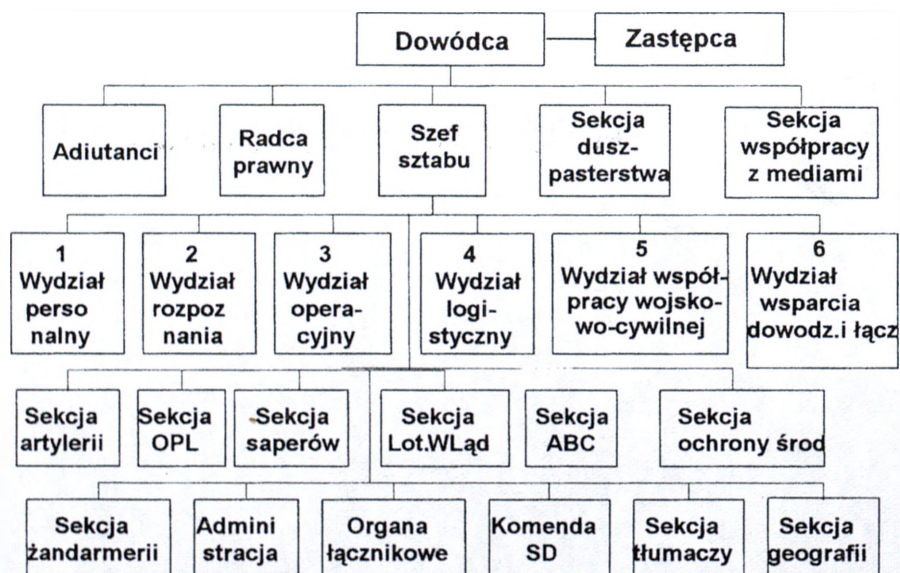 Dowódca
Zastępca
Adiutanci
Radca
prawny
Szef
sztabu
Sekcja
dusz-
pasterstwa
Sekcja
współpracy
z mediami
1
Wydział
perso
nalny
2
Wydział
rozpoz
nania
3
Wydział
opera-
cyjny
4
Wydział
logi-
styczny
5
Wydział współ-
pracy wojsko-
wo-cywilnej
6
Wydział
wsparcia
dowodz.i łącz
Sekcja
artylerii
Sekcja
OPL
Sekcja
saperów
Sekcja
Lot.WLąd
Sekcja
ABC
Sekcja
ochrony środ
Sekcja
żandarmerii
Admini
stracja
Organa
łącznikowe
Komenda
SD
Sekcja
tłumaczy
Sekcja
geografii